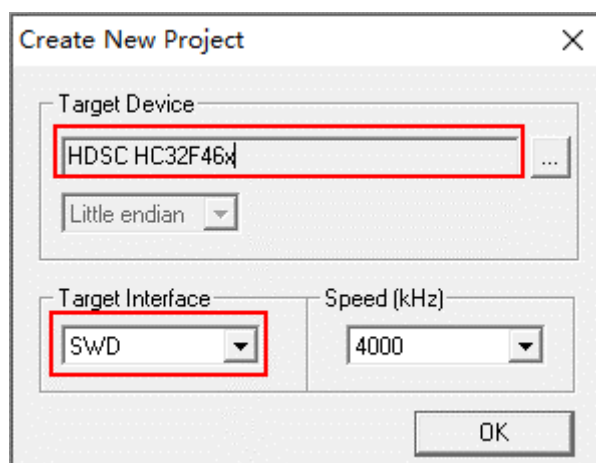 Create New Project
Target Device
HDSC HC32F46x
...
Little endian
Target Interface
SWD
Speed (kHz)
4000
OK